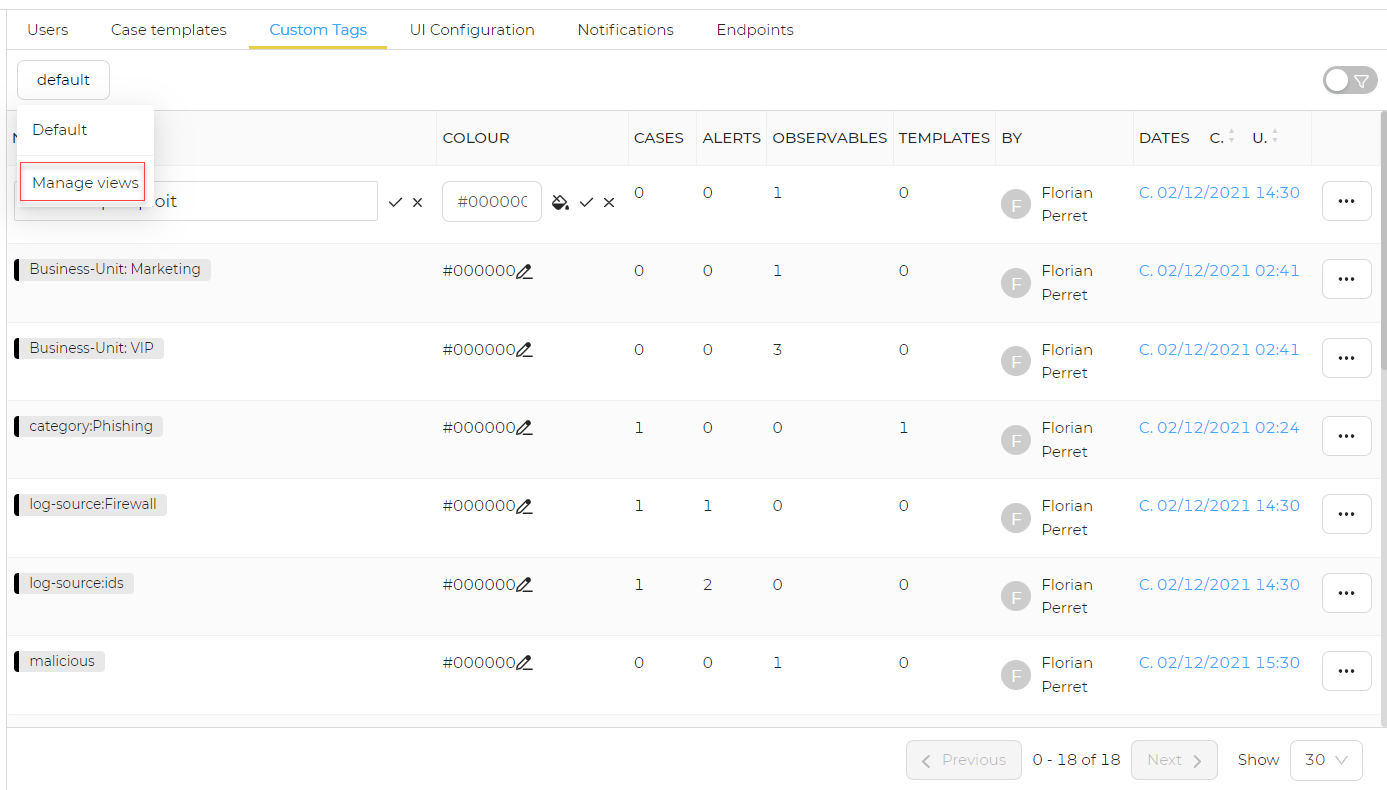 Users Case templates Custom Tags UI Configuration Notifications Endpoints
default
Default
Manage views
COLOUR CASES ALERTS OBSERVABLES TEMPLATES BY DATES C. U.
#000000 0 0 1 0 F Florian Perret C. 02/12/2021 14:30 ...
Business-Unit: Marketing #000000 0 0 1 0 F Florian Perret C. 02/12/2021 02:41 ...
Business-Unit: VIP #000000 0 0 3 0 F Florian Perret C. 02/12/2021 02:41 ...
category:Phishing #000000 1 0 0 1 F Florian Perret C. 02/12/2021 02:24 ...
log-source:Firewall #000000 1 1 0 0 F Florian Perret C. 02/12/2021 14:30 ...
log-source:ids #000000 1 2 0 0 F Florian Perret C. 02/12/2021 14:30 ...
malicious #000000 0 0 1 0 F Florian Perret C. 02/12/2021 15:30 ...
Previous 0 - 18 of 18 Next Show 30